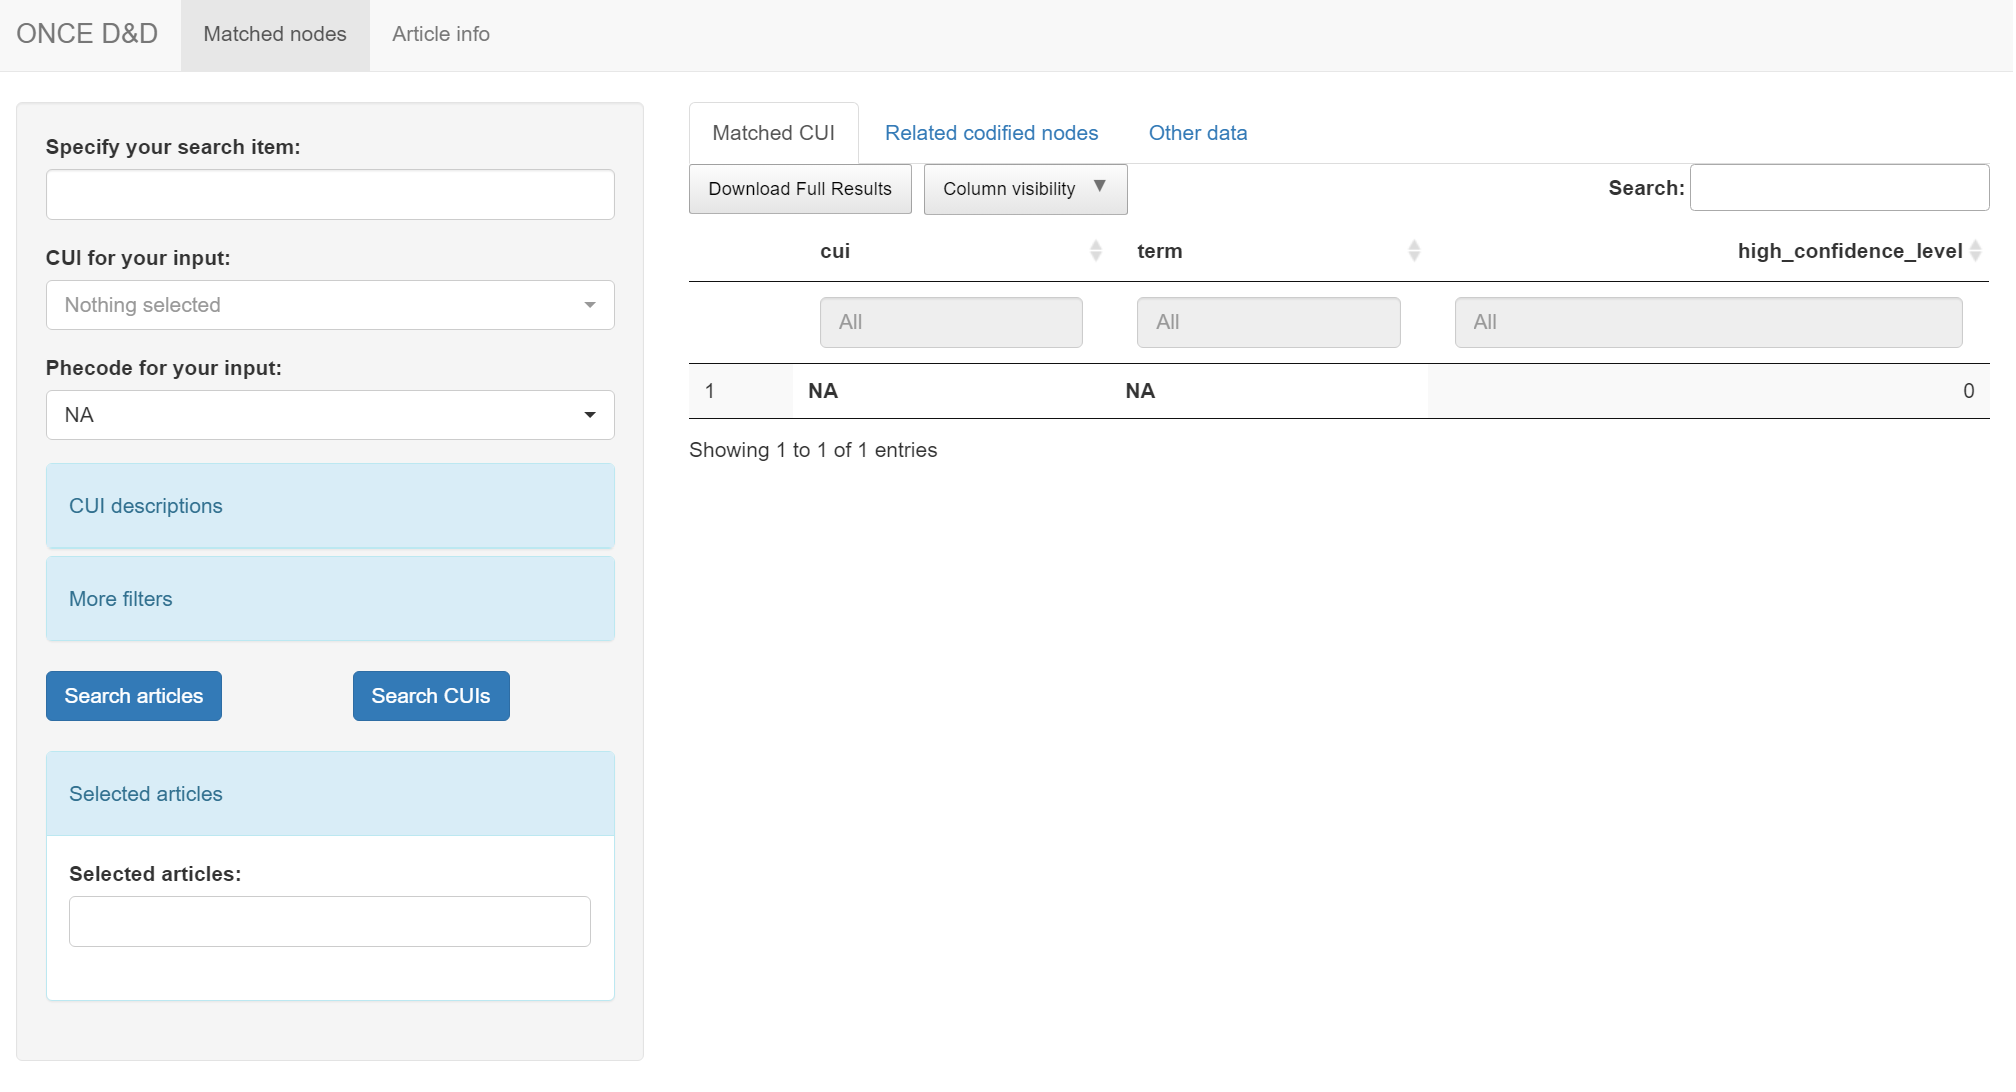 ONCE D&D
Matched nodes
Article info
Specify your search item:
CUI for your input:
Nothing selected
Phecode for your input:
NA
CUI descriptions
More filters
Search articles
Search CUIs
Selected articles
Selected articles:
Matched CUI
Related codified nodes
Other data
Download Full Results
Column visibility ▼
Search:
cui term high_confidence_level
All All All
1 NA NA 0
Showing 1 to 1 of 1 entries